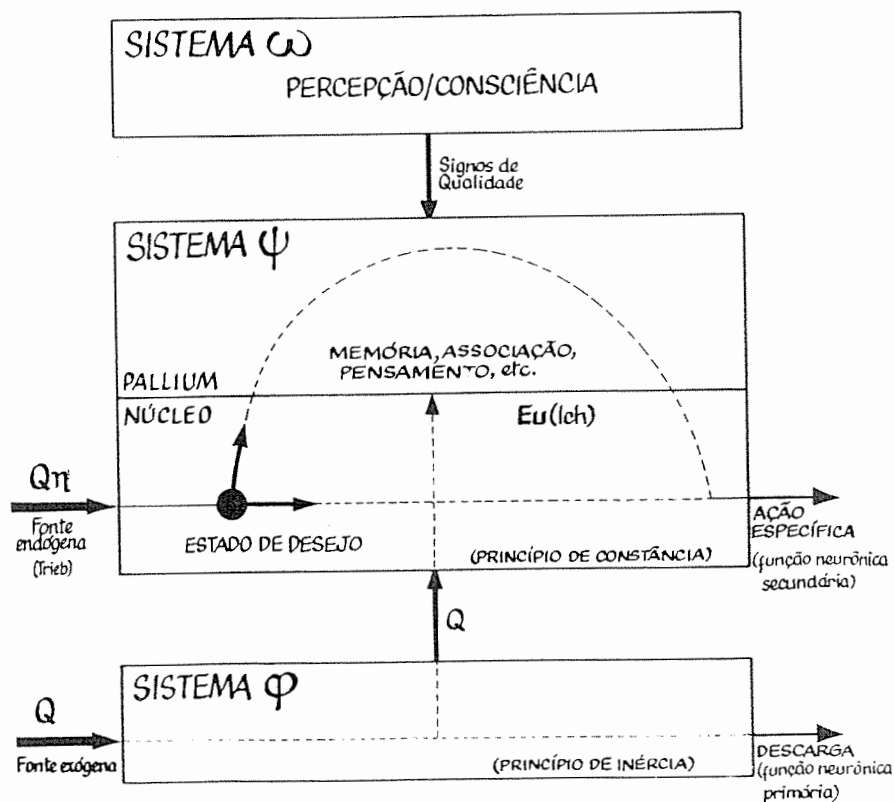 SISTEMA ω
PERCEPÇÃO/CONSCIÊNCIA
Signos de
Qualidade
SISTEMA ψ
MEMÓRIA, ASSOCIAÇÃO,
PENSAMENTO, etc.
PALLIUM
NÚCLEO
Eu (Ich)
Qη
Fonte
endógena
(Trieb)
ESTADO DE DESEJO
(PRINCÍPIO DE CONSTÂNCIA)
AÇÃO
ESPECÍFICA
(função neurônica
secundária)
Q
SISTEMA φ
Q
Fonte exógena
(PRINCÍPIO DE INÉRCIA)
DESCARGA
(função neurônica
primária)